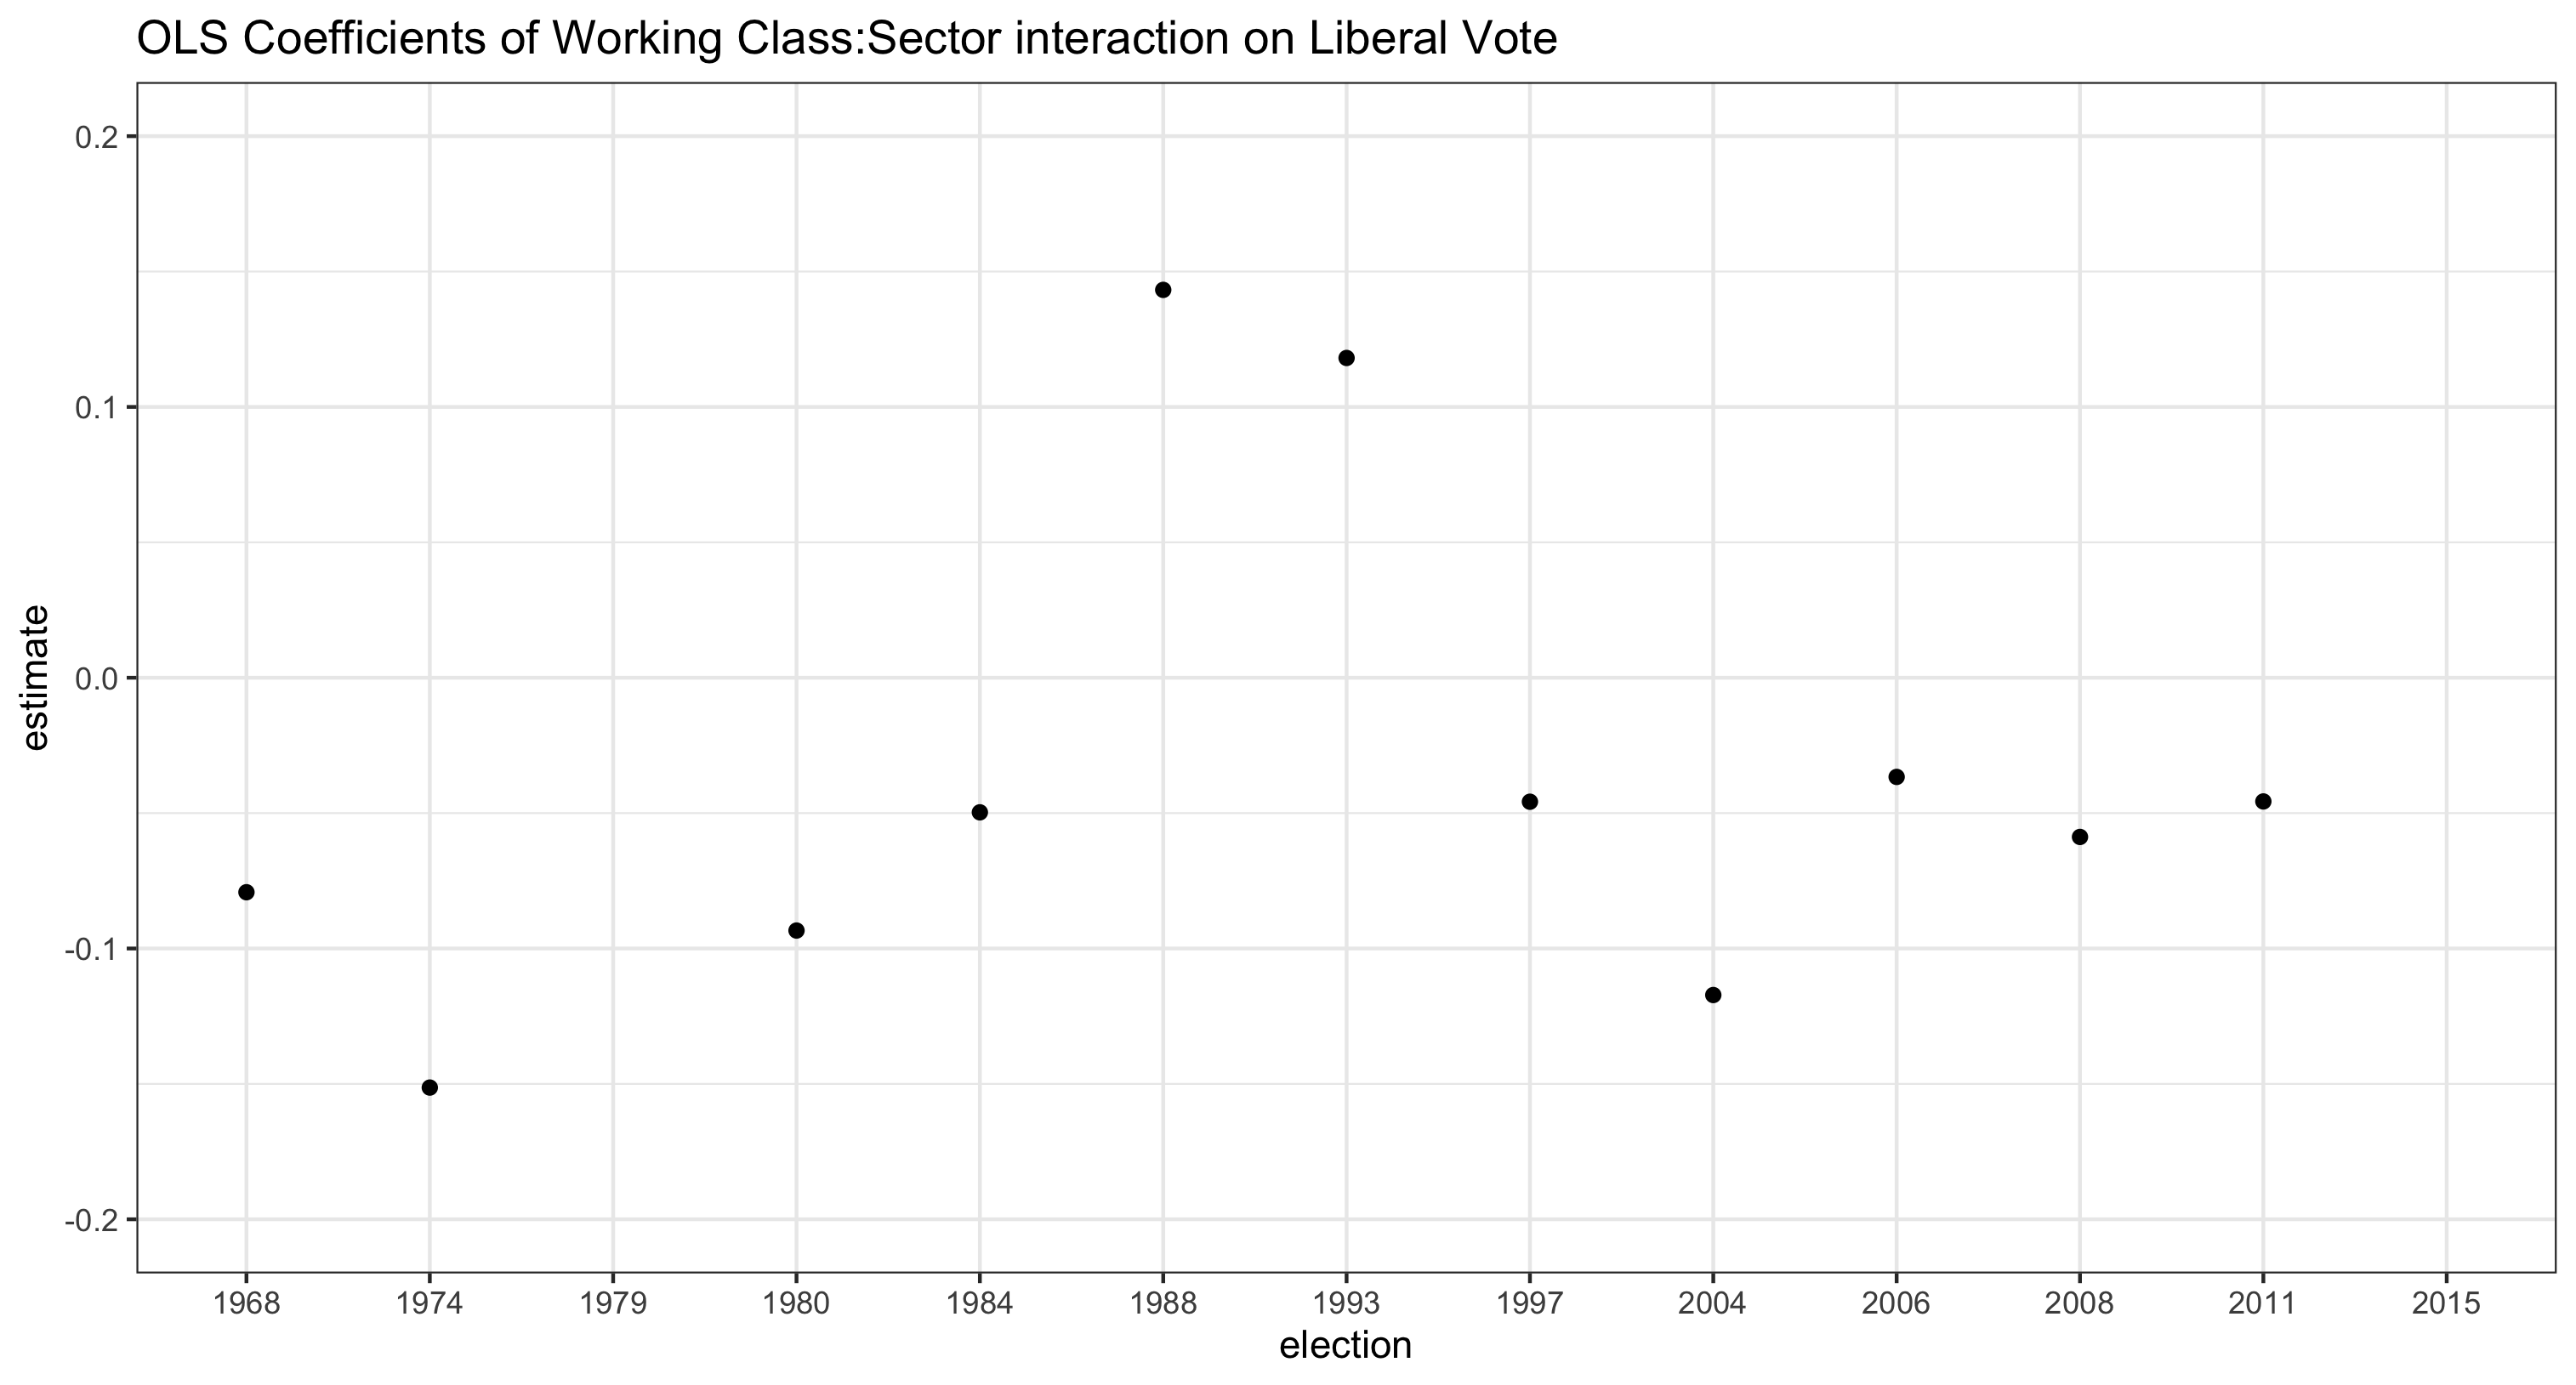 OLS Coefficients of Working Class:Sector interaction on Liberal Vote
estimate
0.2
0.1
0.0
-0.1
-0.2
1968 1974 1979 1980 1984 1988 1993 1997 2004 2006 2008 2011 2015
election